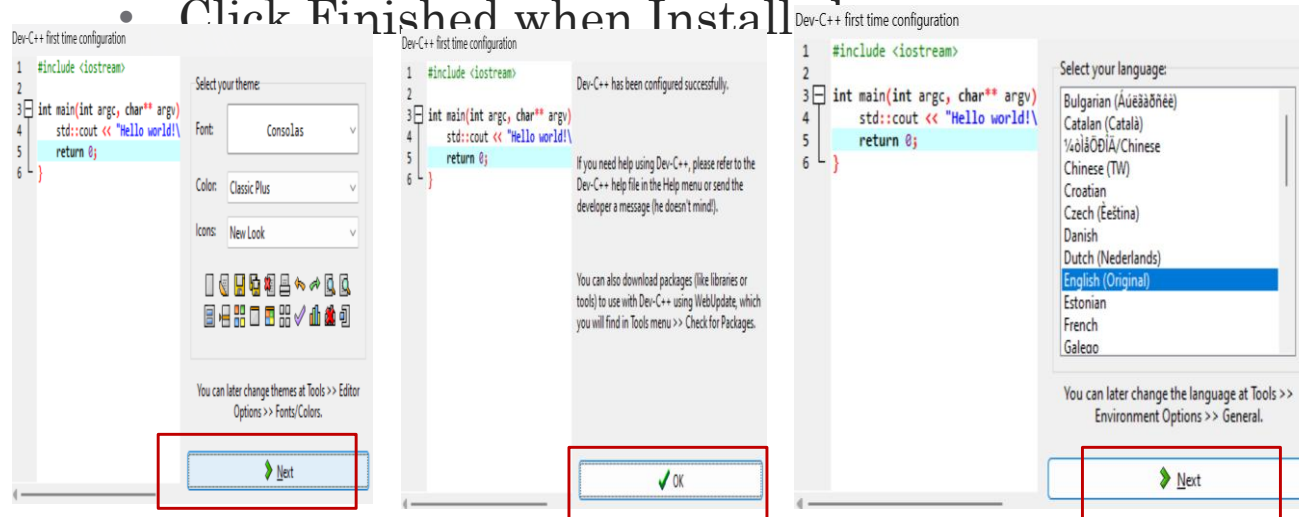 • Click Finished when Installed
Dev-C++ first time configuration
1 #include <iostream>
2
3 int main(int argc, char** argv)
4 std::cout << "Hello world!\
5 return 0;
6 }
Select your theme:
Font: Consolas
Color: Classic Plus
Icons: New Look
You can later change themes at Tools >> Editor
Options >> Fonts/Colors.
Next
Dev-C++ first time configuration
1 #include <iostream>
2
3 int main(int argc, char** argv)
4 std::cout << "Hello world!\
5 return 0;
6 }
Dev-C++ has been configured successfully.
If you need help using Dev-C++, please refer to the
Dev-C++ help file in the Help menu or send the
developer a message (he doesn't mind!).
You can also download packages (like libraries or
tools) to use with Dev-C++ using WebUpdate, which
you will find in Tools menu >> Check for Packages.
OK
Dev-C++ first time configuration
1 #include <iostream>
2
3 int main(int argc, char** argv)
4 std::cout << "Hello world!\
5 return 0;
6 }
Select your language:
Bulgarian (Áúëãàðñêè)
Catalan (Català)
¼òÌåÖÐÎÄ/Chinese
Chinese (TW)
Croatian
Czech (Èeština)
Danish
Dutch (Nederlands)
English (Original)
Estonian
French
Galego
You can later change the language at Tools >>
Environment Options >> General.
Next